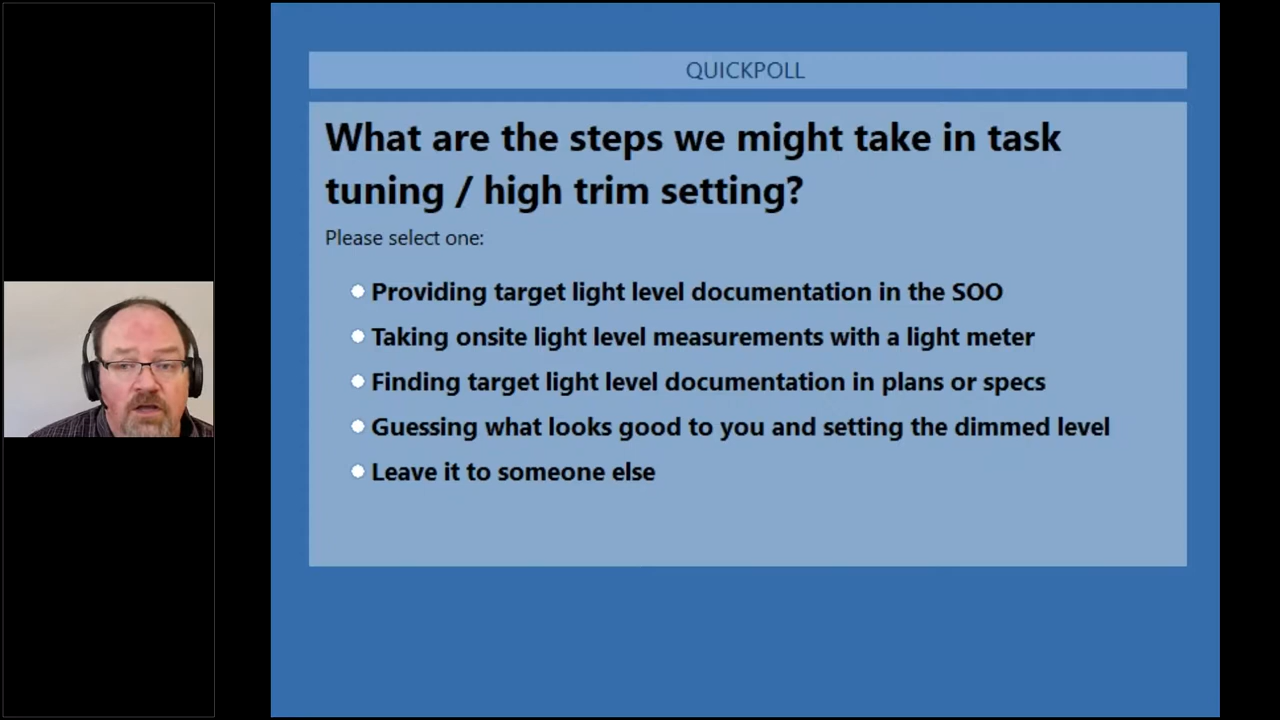 QUICKPOLL
What are the steps we might take in task
tuning / high trim setting?
Please select one:
Providing target light level documentation in the SOO
Taking onsite light level measurements with a light meter
Finding target light level documentation in plans or specs
Guessing what looks good to you and setting the dimmed level
Leave it to someone else